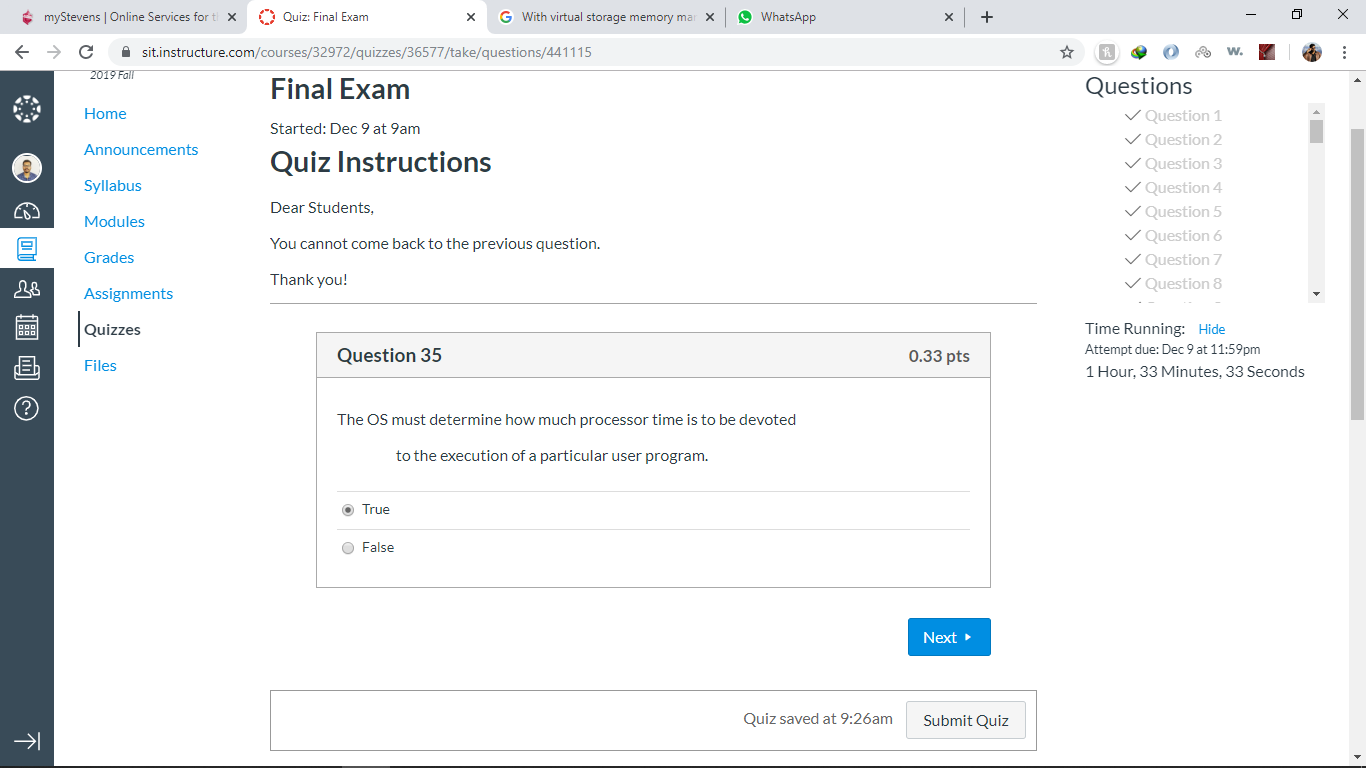 myStevens | Online Services for t
Quiz: Final Exam
With virtual storage memory ma
WhatsApp
sit.instructure.com/courses/32972/quizzes/36577/take/questions/441115
2019 Fall
Home
Announcements
Syllabus
Modules
Grades
Assignments
Quizzes
Files
Final Exam
Started: Dec 9 at 9am
Quiz Instructions
Dear Students,
You cannot come back to the previous question.
Thank you!
Question 35
0.33 pts
The OS must determine how much processor time is to be devoted
to the execution of a particular user program.
True
False
Next
Quiz saved at 9:26am
Submit Quiz
Questions
Question 1
Question 2
Question 3
Question 4
Question 5
Question 6
Question 7
Question 8
Time Running: Hide
Attempt due: Dec 9 at 11:59pm
1 Hour, 33 Minutes, 33 Seconds